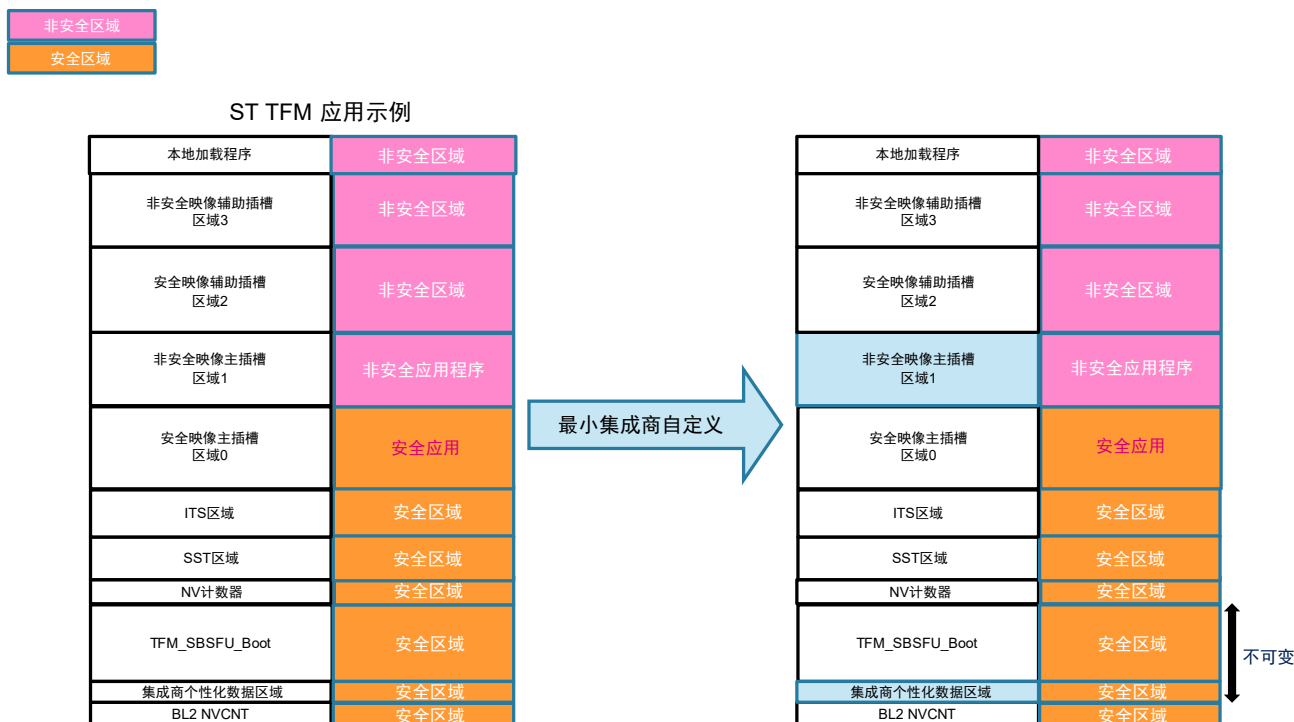 非安全区域
安全区域
ST TFM 应用示例
本地加载程序
非安全区域
非安全映像辅助插槽
区域3
非安全区域
安全映像辅助插槽
区域2
非安全区域
非安全映像主插槽
区域1
非安全应用程序
安全映像主插槽
区域0
安全应用
ITS区域
安全区域
SST区域
安全区域
NV计数器
安全区域
TFM_SBSFU_Boot
安全区域
集成商个性化数据区域
安全区域
BL2 NVCNT
安全区域
最小集成商自定义
本地加载程序
非安全区域
非安全映像辅助插槽
区域3
非安全区域
安全映像辅助插槽
区域2
非安全区域
非安全映像主插槽
区域1
非安全应用程序
安全映像主插槽
区域0
安全应用
ITS区域
安全区域
SST区域
安全区域
NV计数器
安全区域
TFM_SBSFU_Boot
安全区域
不可变
集成商个性化数据区域
安全区域
BL2 NVCNT
安全区域